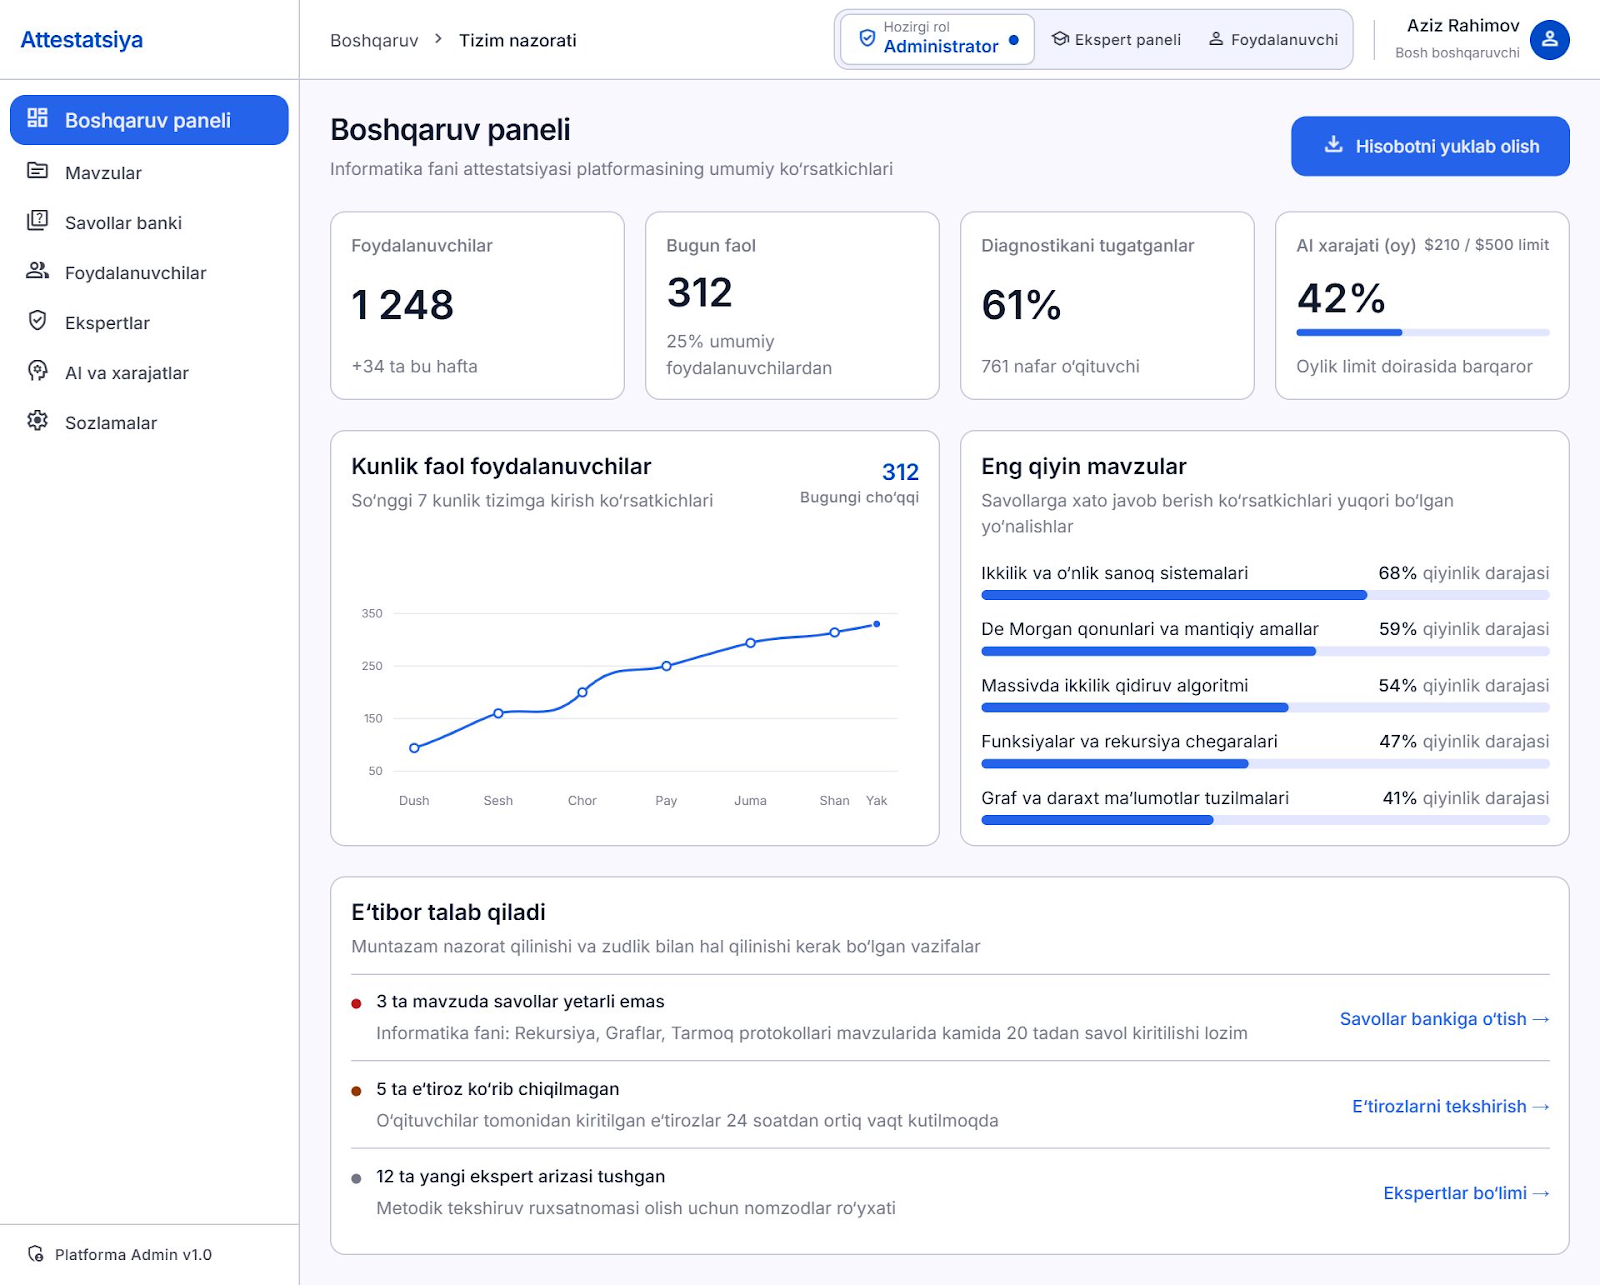 Attestatsiya
Boshqaruv > Tizim nazorati
Hozirgi rol
Administrator
Ekspert paneli
Foydalanuvchi
Aziz Rahimov
Bosh boshqaruvchi
Boshqaruv paneli
Mavzular
Savollar banki
Foydalanuvchilar
Ekspertlar
AI va xarajatlar
Sozlamalar
Platforma Admin v1.0
Boshqaruv paneli
Informatika fani attestatsiyasi platformasining umumiy ko‘rsatkichlari
Hisobotni yuklab olish
Foydalanuvchilar
1 248
+34 ta bu hafta
Bugun faol
312
25% umumiy
foydalanuvchilardan
Diagnostikani tugatganlar
61%
761 nafar o‘qituvchi
AI xarajati (oy) $210 / $500 limit
42%
Oylik limit doirasida barqaror
Kunlik faol foydalanuvchilar
So‘nggi 7 kunlik tizimga kirish ko‘rsatkichlari
312
Bugungi cho‘qqi
350
250
150
50
Dush Sesh Chor Pay Juma Shan Yak
Eng qiyin mavzular
Savollarga xato javob berish ko‘rsatkichlari yuqori bo‘lgan
yo‘nalishlar
Ikkilik va o‘nlik sanoq sistemalari 68% qiyinlik darajasi
De Morgan qonunlari va mantiqiy amallar 59% qiyinlik darajasi
Massivda ikkilik qidiruv algoritmi 54% qiyinlik darajasi
Funksiyalar va rekursiya chegaralari 47% qiyinlik darajasi
Graf va daraxt ma’lumotlar tuzilmalari 41% qiyinlik darajasi
E‘tibor talab qiladi
Muntazam nazorat qilinishi va zudlik bilan hal qilinishi kerak bo‘lgan vazifalar
3 ta mavzuda savollar yetarli emas
Informatika fani: Rekursiya, Graflar, Tarmoq protokollari mavzularida kamida 20 tadan savol kiritilishi lozim
Savollar bankiga o‘tish →
5 ta e‘tiroz ko‘rib chiqilmagan
O‘qituvchilar tomonidan kiritilgan e‘tirozlar 24 soatdan ortiq vaqt kutilmoqda
E‘tirozlarni tekshirish →
12 ta yangi ekspert arizasi tushgan
Metodik tekshiruv ruxsatnomasi olish uchun nomzodlar ro‘yxati
Ekspertlar bo‘limi →